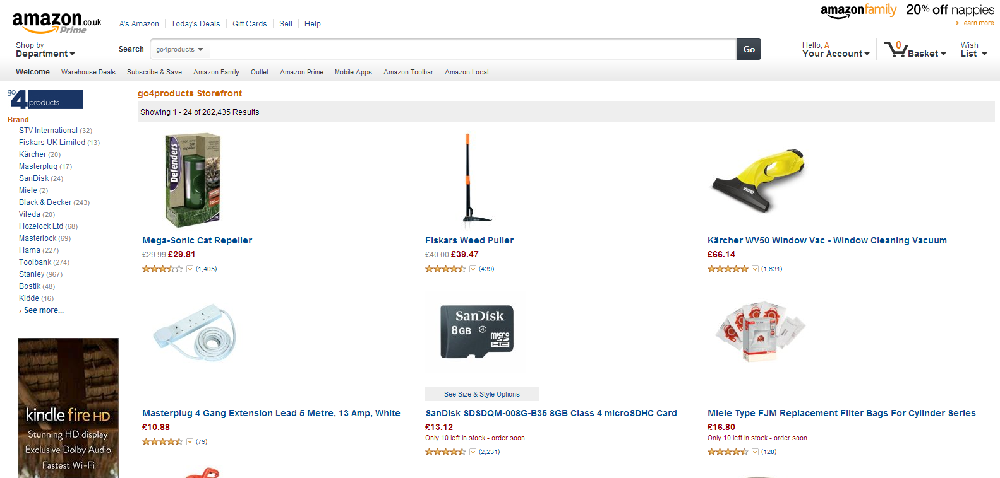 amazon.co.uk
Prime
A's Amazon
Today's Deals
Gift Cards
Sell
Help
amazonfamily 20% off nappies
› Learn more
Shop by
Department
Search
go4products
Go
Hello, A
Your Account
0
Basket
Wish
List
Welcome
Warehouse Deals
Subscribe & Save
Amazon Family
Outlet
Amazon Prime
Mobile Apps
Amazon Toolbar
Amazon Local
go
4products
Brand
STV International (32)
Fiskars UK Limited (13)
Kärcher (20)
Masterplug (17)
SanDisk (24)
Miele (2)
Black & Decker (243)
Vileda (20)
Hozelock Ltd (68)
Masterlock (69)
Hama (227)
Toolbank (274)
Stanley (967)
Bostik (48)
Kidde (16)
› See more...
kindle fire HD
Stunning HD display
Exclusive Dolby Audio
Fastest Wi-Fi
go4products Storefront
Showing 1 - 24 of 282,435 Results
Defenders
cat
repeller
Mega-Sonic Cat Repeller
£29.99 £29.81
(1,405)
Fiskars Weed Puller
£40.00 £39.47
(439)
Kärcher WV50 Window Vac - Window Cleaning Vacuum
£66.14
(1,631)
Masterplug 4 Gang Extension Lead 5 Metre, 13 Amp, White
£10.88
(79)
SanDisk
8GB 4
micro
SD
HC
See Size & Style Options
SanDisk SDSDQM-008G-B35 8GB Class 4 microSDHC Card
£13.12
Only 10 left in stock - order soon.
(2,231)
Miele Type FJM Replacement Filter Bags For Cylinder Series
£16.80
Only 10 left in stock - order soon.
(128)